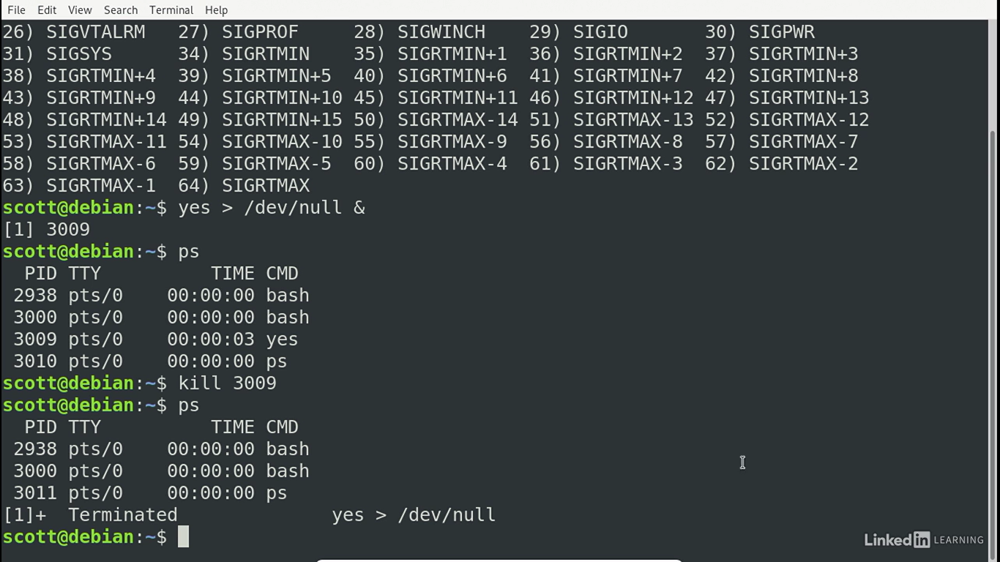 File Edit View Search Terminal Help
26) SIGVTALRM 27) SIGPROF 28) SIGWINCH 29) SIGIO 30) SIGPWR
31) SIGSYS 34) SIGRTMIN 35) SIGRTMIN+1 36) SIGRTMIN+2 37) SIGRTMIN+3
38) SIGRTMIN+4 39) SIGRTMIN+5 40) SIGRTMIN+6 41) SIGRTMIN+7 42) SIGRTMIN+8
43) SIGRTMIN+9 44) SIGRTMIN+10 45) SIGRTMIN+11 46) SIGRTMIN+12 47) SIGRTMIN+13
48) SIGRTMIN+14 49) SIGRTMIN+15 50) SIGRTMAX-14 51) SIGRTMAX-13 52) SIGRTMAX-12
53) SIGRTMAX-11 54) SIGRTMAX-10 55) SIGRTMAX-9 56) SIGRTMAX-8 57) SIGRTMAX-7
58) SIGRTMAX-6 59) SIGRTMAX-5 60) SIGRTMAX-4 61) SIGRTMAX-3 62) SIGRTMAX-2
63) SIGRTMAX-1 64) SIGRTMAX
scott@debian:~$ yes > /dev/null &
[1] 3009
scott@debian:~$ ps
PID TTY TIME CMD
2938 pts/0 00:00:00 bash
3000 pts/0 00:00:00 bash
3009 pts/0 00:00:03 yes
3010 pts/0 00:00:00 ps
scott@debian:~$ kill 3009
scott@debian:~$ ps
PID TTY TIME CMD
2938 pts/0 00:00:00 bash
3000 pts/0 00:00:00 bash
3011 pts/0 00:00:00 ps
[1]+ Terminated yes > /dev/null
scott@debian:~$
Linked in LEARNING